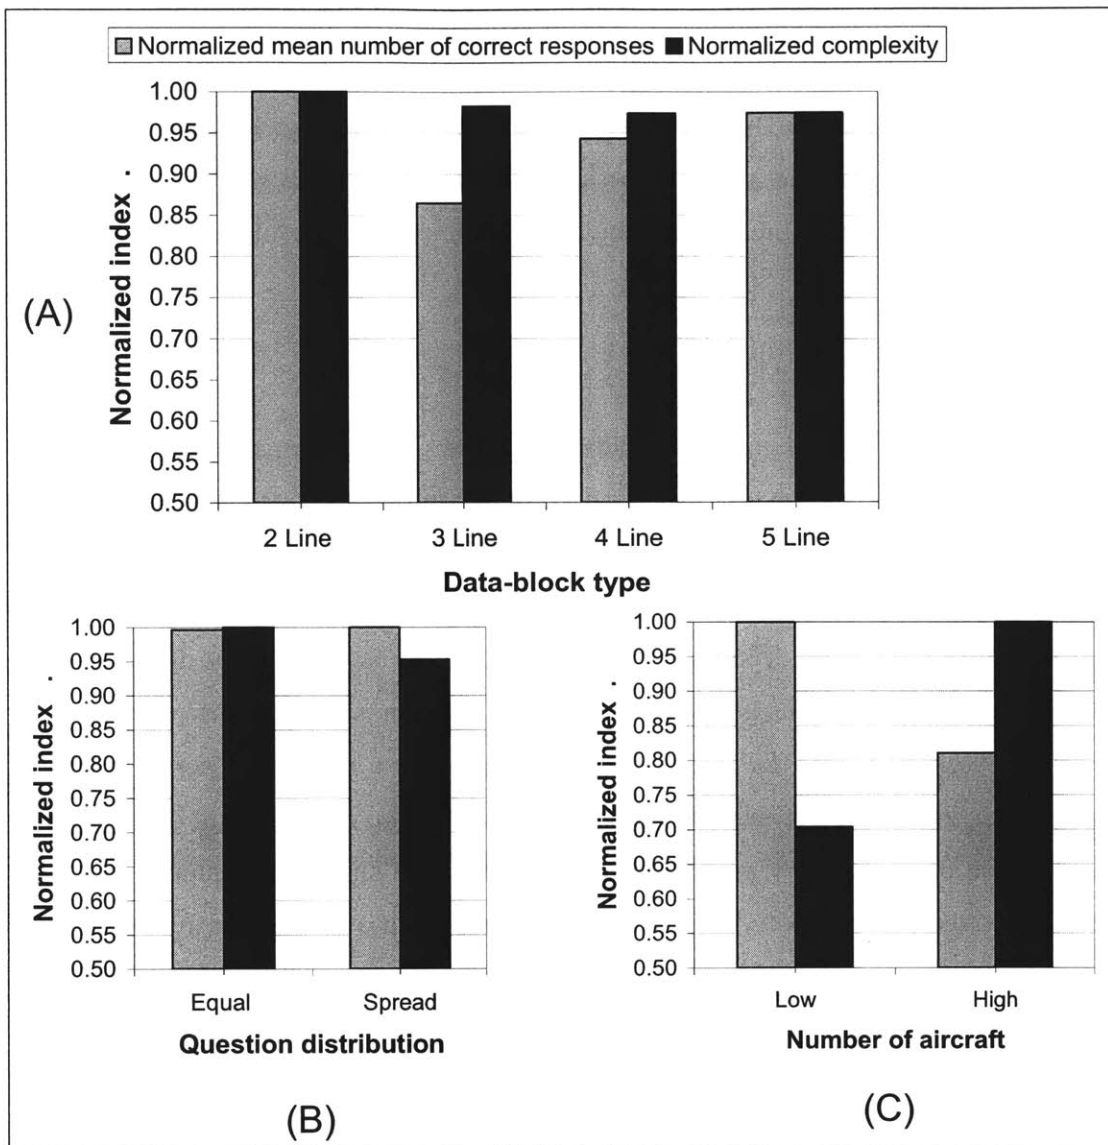 Normalized mean number of correct responses Normalized complexity
1.00
0.95
0.90
0.85
0.80
0.75
0.70
0.65
0.60
0.55
0.50
Normalized index .
(A)
2 Line 3 Line 4 Line 5 Line
Data-block type
1.00
0.95
0.90
0.85
0.80
0.75
0.70
0.65
0.60
0.55
0.50
Normalized index .
Equal Spread
Question distribution
(B)
1.00
0.95
0.90
0.85
0.80
0.75
0.70
0.65
0.60
0.55
0.50
Normalized index .
Low High
Number of aircraft
(C)